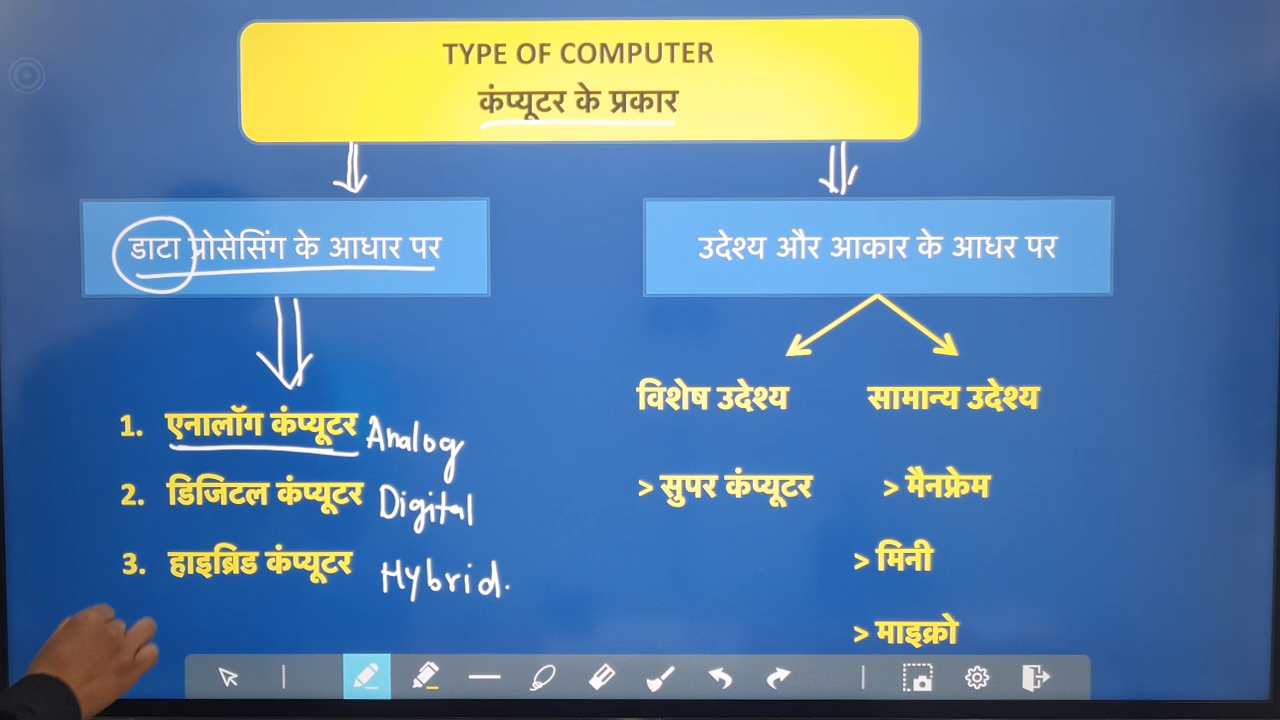 TYPE OF COMPUTER
कंप्यूटर के प्रकार
डाटा प्रोसेसिंग के आधार पर
उदेश्य और आकार के आधर पर
1. एनालॉग कंप्यूटर Analog
2. डिजिटल कंप्यूटर Digital
3. हाइब्रिड कंप्यूटर Hybrid.
विशेष उदेश्य
सामान्य उदेश्य
> सुपर कंप्यूटर
> मैनफ्रेम
> मिनी
> माइक्रो